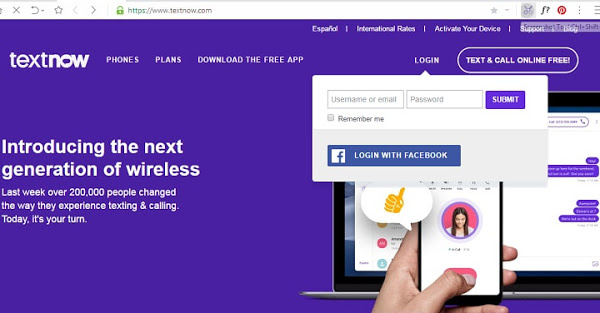 https://www.textnow.com
Español
International Rates
Activate Your Device
Support
Blog
textnow
PHONES
PLANS
DOWNLOAD THE FREE APP
LOGIN
TEXT & CALL ONLINE FREE!
Username or email
Password
SUBMIT
Remember me
LOGIN WITH FACEBOOK
Introducing the next
generation of wireless
Last week over 200,000 people changed
the way they experience texting & calling.
Today, it's your turn.